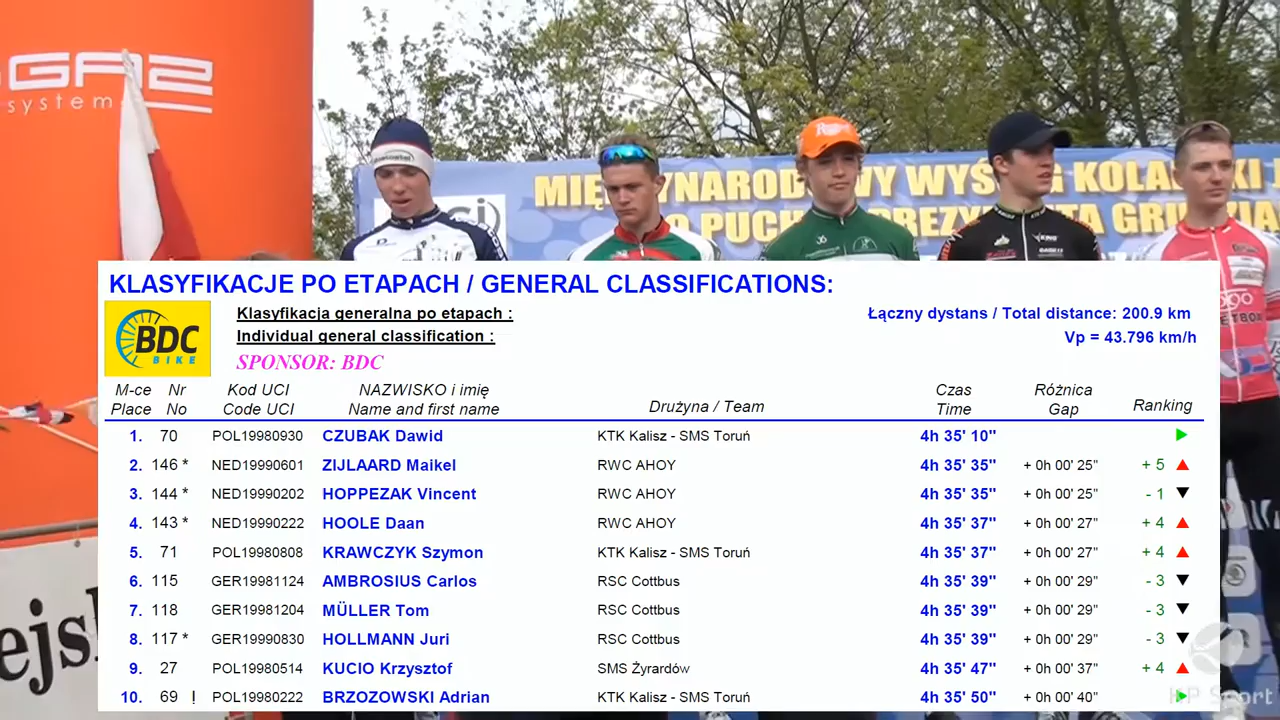 GAZ
system
MIĘDZYNARODOWY WYŚCIG KOLARSKI
O PUCHAR PREZYDENTA GRUDZIĄ
KLASYFIKACJE PO ETAPACH / GENERAL CLASSIFICATIONS:
BDC
BIKE
Klasyfikacja generalna po etapach :
Individual general classification :
SPONSOR: BDC
Łączny dystans / Total distance: 200.9 km
Vp = 43.796 km/h
M-ce Nr Kod UCI NAZWISKO i imię Czas Różnica
Place No Code UCI Name and first name Drużyna / Team Time Gap Ranking
1. 70 POL19980930 CZUBAK Dawid KTK Kalisz - SMS Toruń 4h 35' 10"
2. 146 * NED19990601 ZIJLAARD Maikel RWC AHOY 4h 35' 35" + 0h 00' 25" + 5
3. 144 * NED19990202 HOPPEZAK Vincent RWC AHOY 4h 35' 35" + 0h 00' 25" - 1
4. 143 * NED19990222 HOOLE Daan RWC AHOY 4h 35' 37" + 0h 00' 27" + 4
5. 71 POL19980808 KRAWCZYK Szymon KTK Kalisz - SMS Toruń 4h 35' 37" + 0h 00' 27" + 4
6. 115 GER19981124 AMBROSIUS Carlos RSC Cottbus 4h 35' 39" + 0h 00' 29" - 3
7. 118 GER19981204 MÜLLER Tom RSC Cottbus 4h 35' 39" + 0h 00' 29" - 3
8. 117 * GER19990830 HOLLMANN Juri RSC Cottbus 4h 35' 39" + 0h 00' 29" - 3
9. 27 POL19980514 KUCIO Krzysztof SMS Żyrardów 4h 35' 47" + 0h 00' 37" + 4
10. 69 ! POL19980222 BRZOZOWSKI Adrian KTK Kalisz - SMS Toruń 4h 35' 50" + 0h 00' 40"
ejs
KP Sport